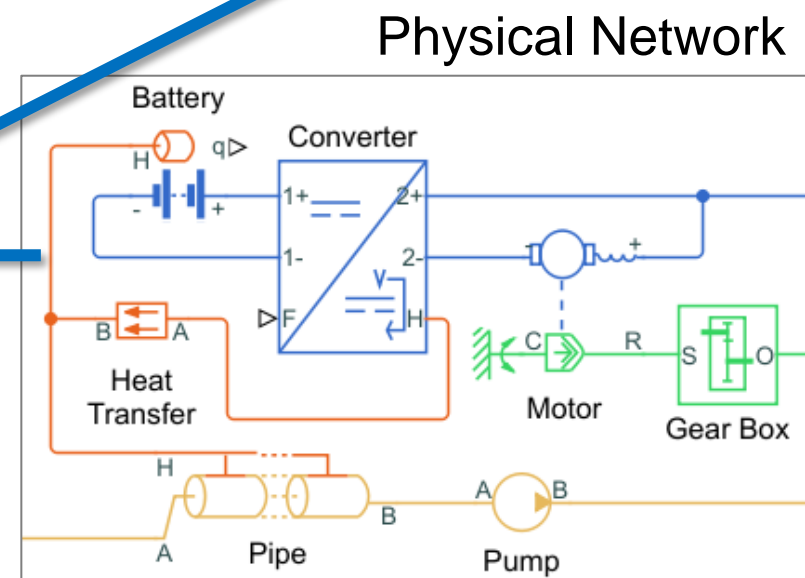 Physical Network
Battery
H
q
Converter
- +
1+ 2+
1- 2-
- +
F H
B A
C R S O
Heat
Transfer
Motor
Gear Box
H
A B
B
A Pipe Pump